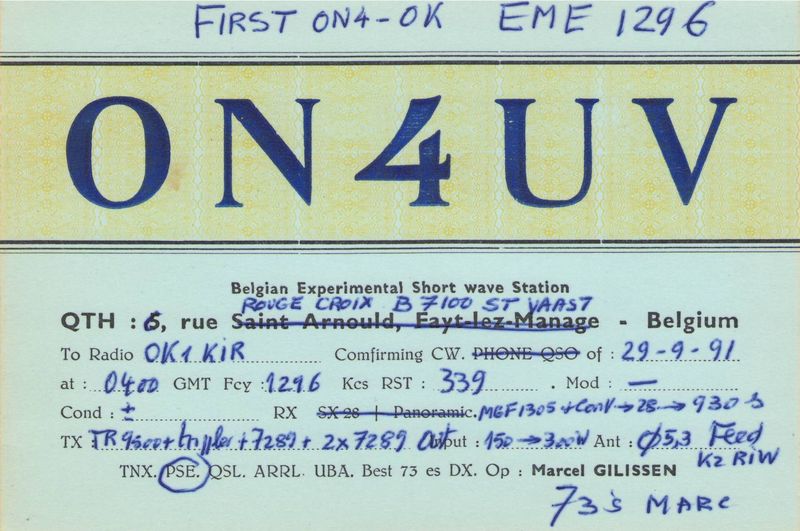 FIRST ON4-OK EME 1296
ON4UV
Belgian Experimental Short wave Station
ROUGE CROIX B 7100 ST VAAST
QTH : 6, rue Saint Arnould, Fayt-lez-Manage - Belgium
To Radio OK1KIR Comfirming CW. PHONE QSO of : 29-9-91
at : 0400 GMT Fcy : 1296 Kcs RST : 339 . Mod : —
Cond : ± RX SX-28 + Panoramic. MGF1305 + Conv → 28 → 930 S
TX TR9500 + trippler + 7289 + 2x7289 Output : 150 → 300W Ant : ∅5,3 Feed
K2RIW
TNX. PSE. QSL. ARRL. UBA. Best 73 es DX. Op : Marcel GILISSEN
73's MARC